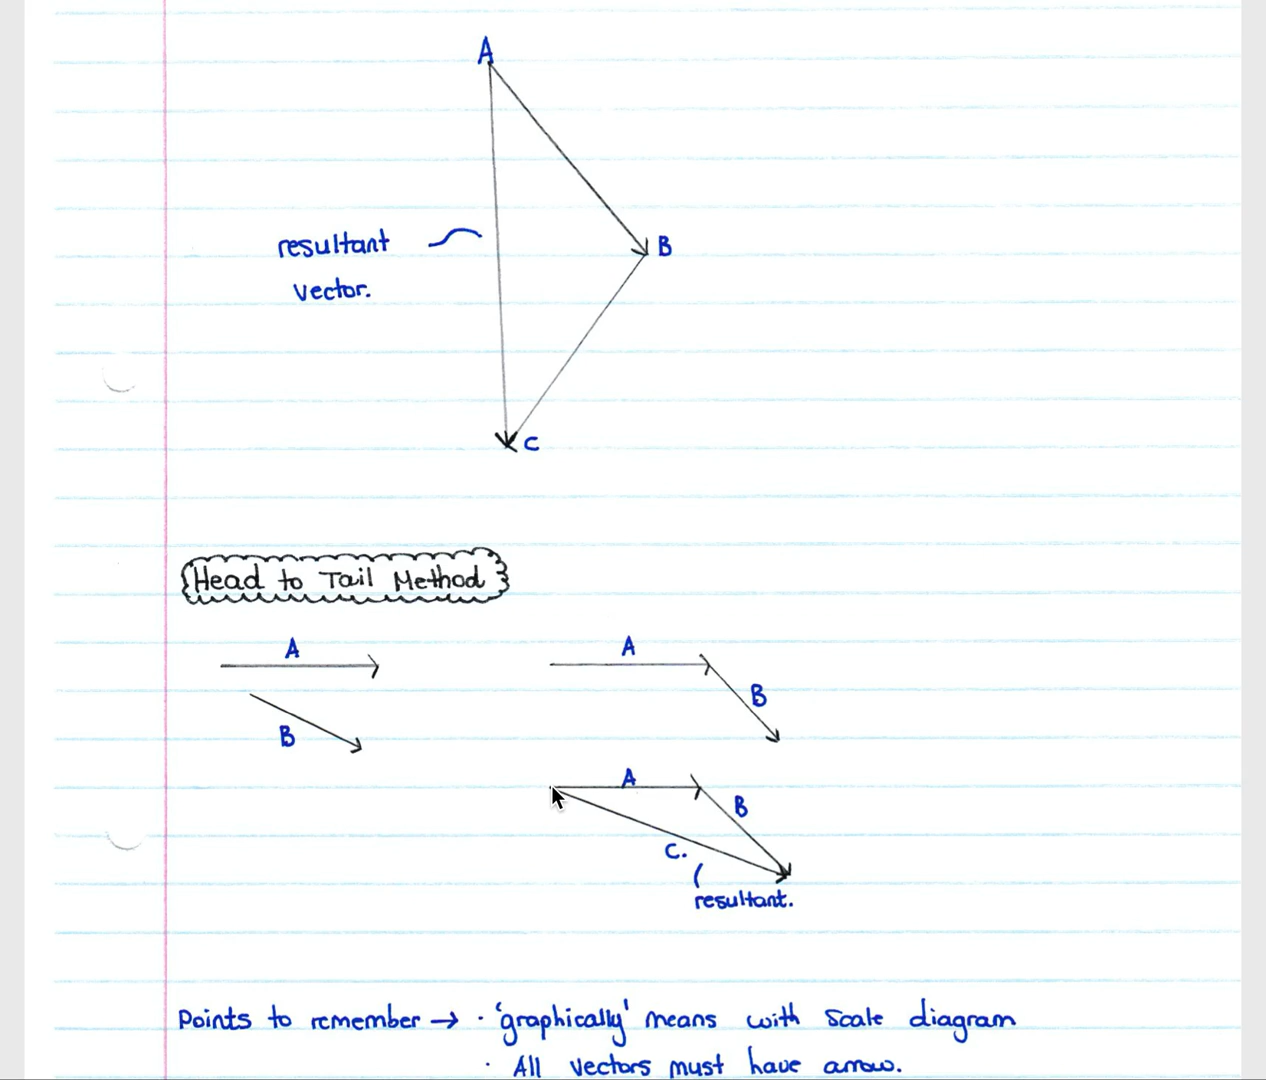 A
B
resultant
vector.
C
Head to Tail Method
A
A
B
B
A
B
C.
resultant.
Points to remember → · 'graphically' means with scale diagram
· All vectors must have arrow.